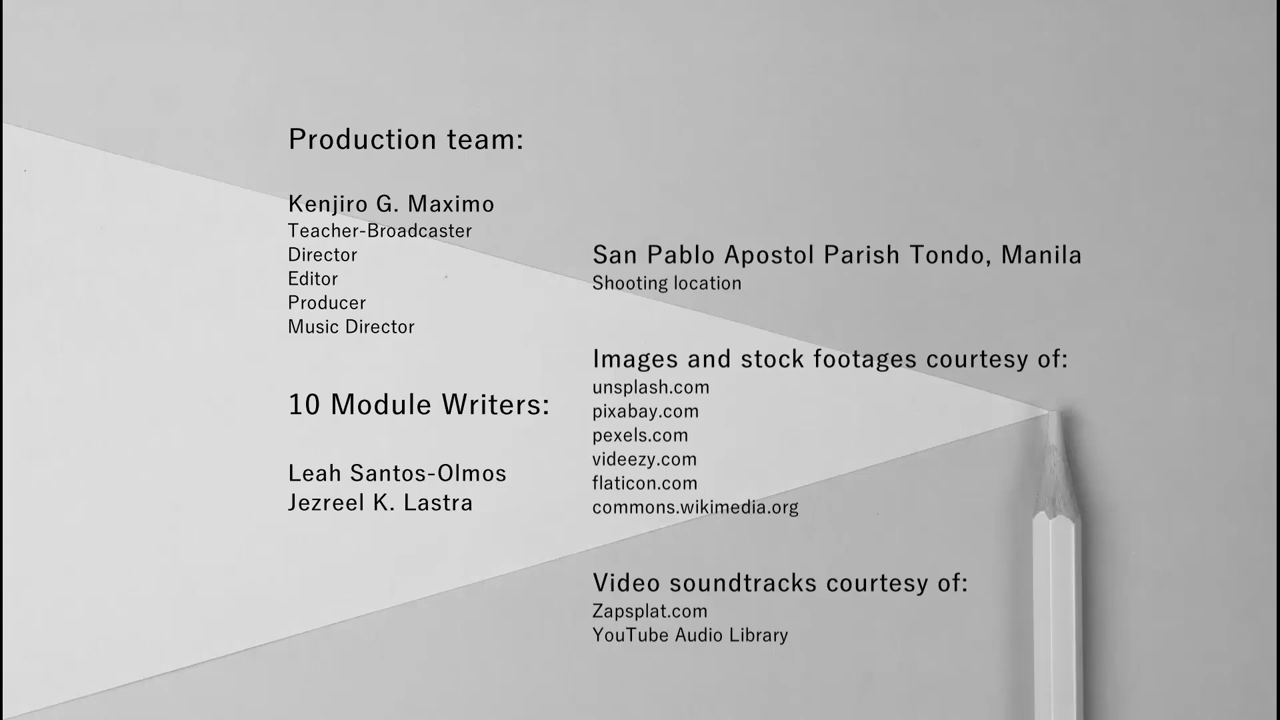 Production team:
Kenjiro G. Maximo
Teacher-Broadcaster
Director
Editor
Producer
Music Director
10 Module Writers:
Leah Santos-Olmos
Jezreel K. Lastra
San Pablo Apostol Parish Tondo, Manila
Shooting location
Images and stock footages courtesy of:
unsplash.com
pixabay.com
pexels.com
videezy.com
flaticon.com
commons.wikimedia.org
Video soundtracks courtesy of:
Zapsplat.com
YouTube Audio Library